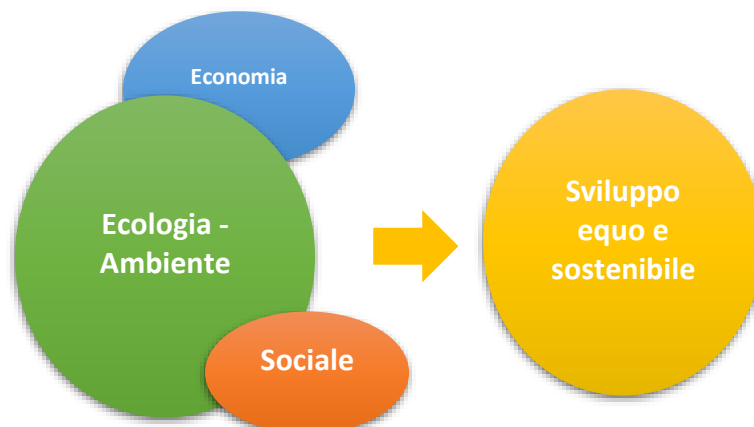 Economia
Ecologia -
Ambiente
Sociale
Sviluppo
equo e
sostenibile